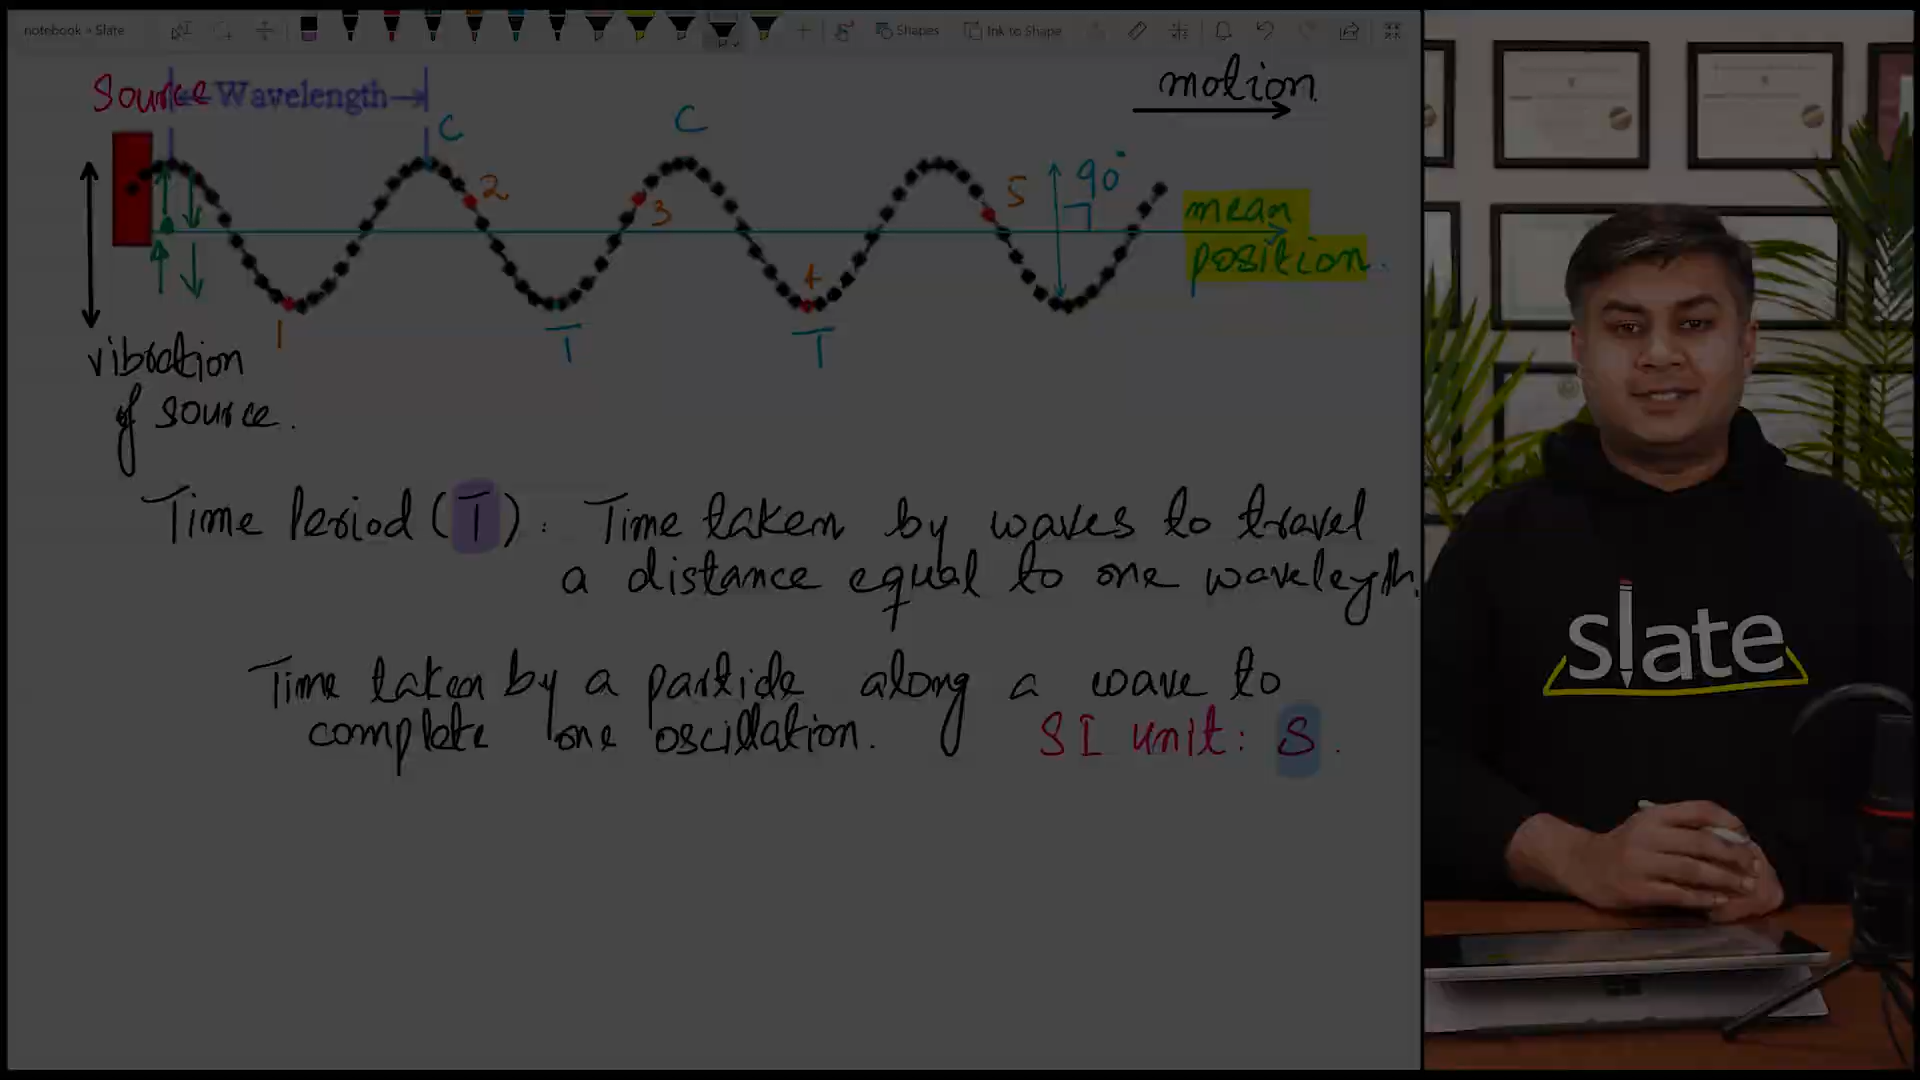 notebook - Slate
Shapes
Ink to Shape
Source
Wavelength
motion
C
C
2
3
5
90°
mean
position.
1
4
T
T
vibration
of source.
Time Period (T) : Time taken by waves to travel
a distance equal to one wavelength.
Time taken by a particle along a wave to
complete one oscillation. SI unit: S.
slate